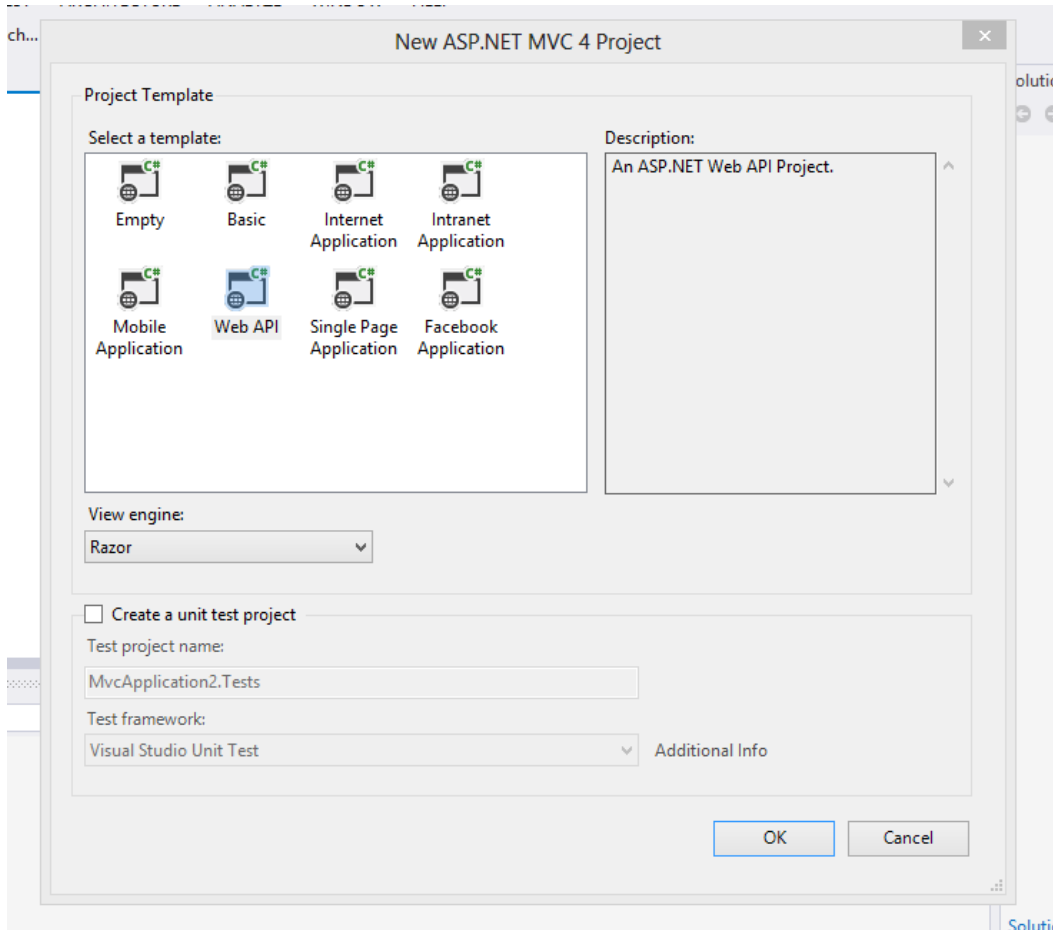 ch...
New ASP.NET MVC 4 Project
Project Template
Select a template:
Description:
An ASP.NET Web API Project.
C# C# C# C#
Empty Basic Internet Application Intranet Application
C# C# C# C#
Mobile Application Web API Single Page Application Facebook Application
View engine:
Razor
Create a unit test project
Test project name:
MvcApplication2.Tests
Test framework:
Visual Studio Unit Test
Additional Info
OK Cancel
oluti
Soluti